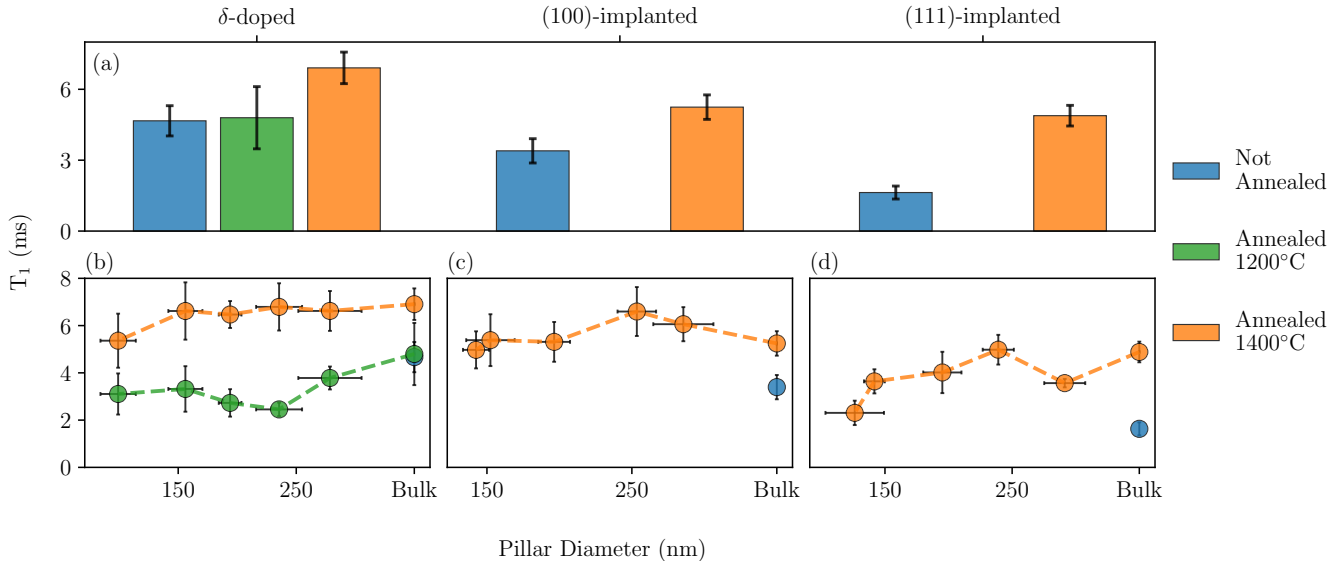 δ-doped
(100)-implanted
(111)-implanted
(a)
6
3
0
T₁ (ms)
(b)
(c)
(d)
8
6
4
2
0
150
250
Bulk
150
250
Bulk
150
250
Bulk
Pillar Diameter (nm)
Not
Annealed
Annealed
1200°C
Annealed
1400°C